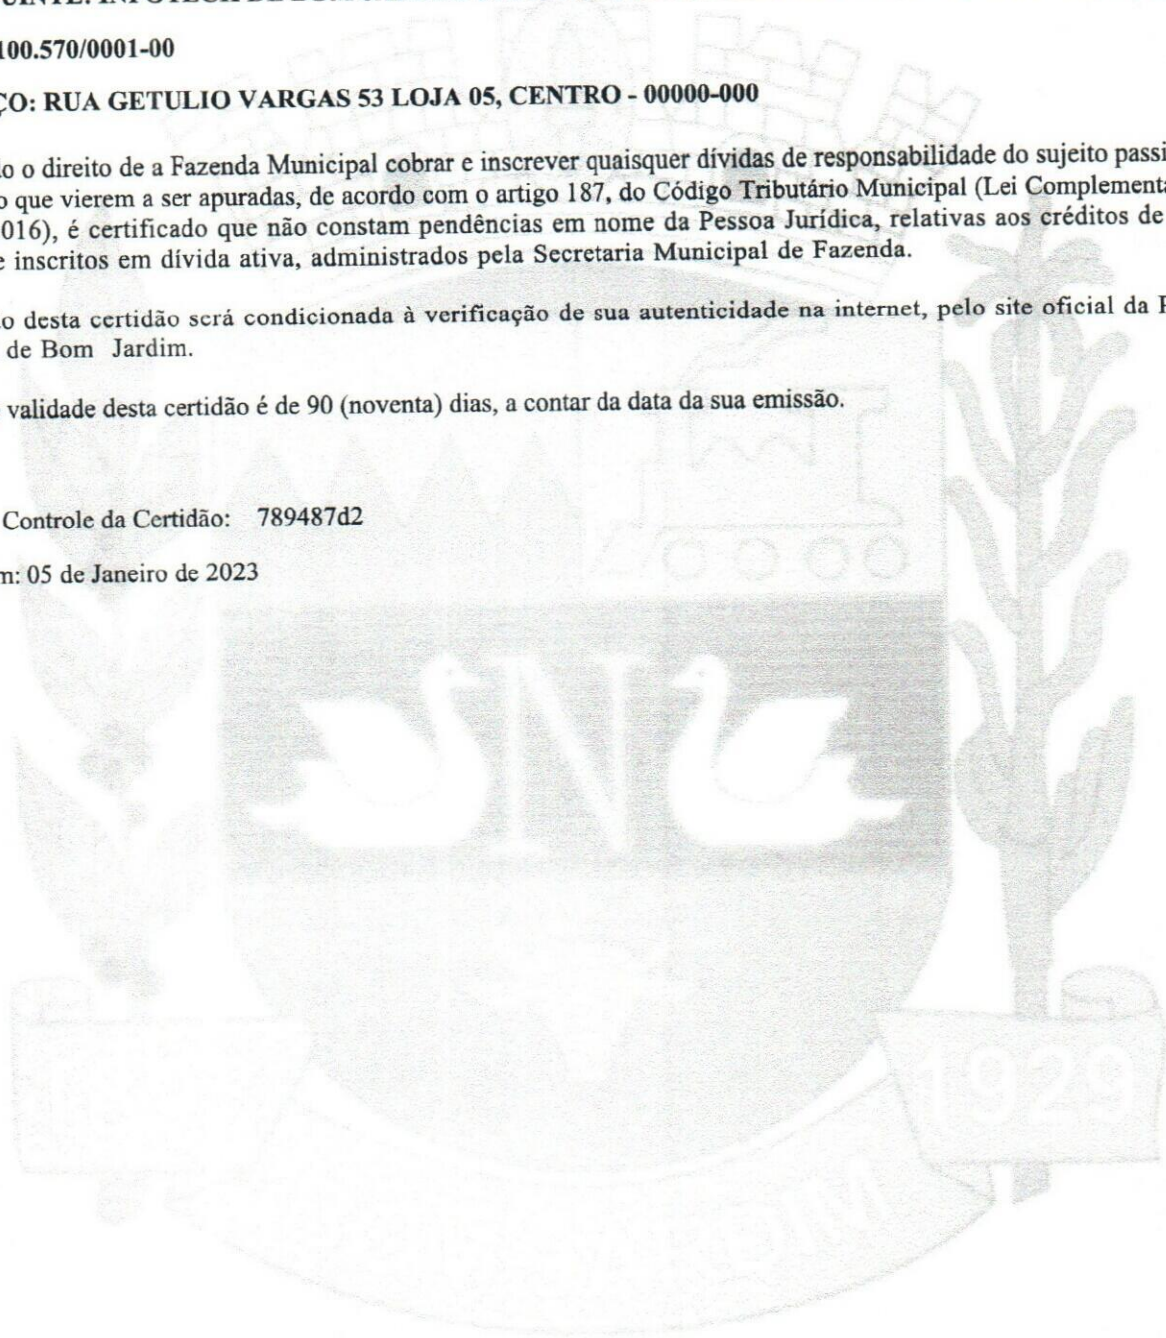 100.570/0001-00
ÇO: RUA GETULIO VARGAS 53 LOJA 05, CENTRO - 00000-000
o o direito de a Fazenda Municipal cobrar e inscrever quaisquer dívidas de responsabilidade do sujeito passi
o que vierem a ser apuradas, de acordo com o artigo 187, do Código Tributário Municipal (Lei Complementa
016), é certificado que não constam pendências em nome da Pessoa Jurídica, relativas aos créditos de
e inscritos em dívida ativa, administrados pela Secretaria Municipal de Fazenda.
o desta certidão será condicionada à verificação de sua autenticidade na internet, pelo site oficial da P
de Bom Jardim.
validade desta certidão é de 90 (noventa) dias, a contar da data da sua emissão.
Controle da Certidão: 789487d2
m: 05 de Janeiro de 2023
N
1929